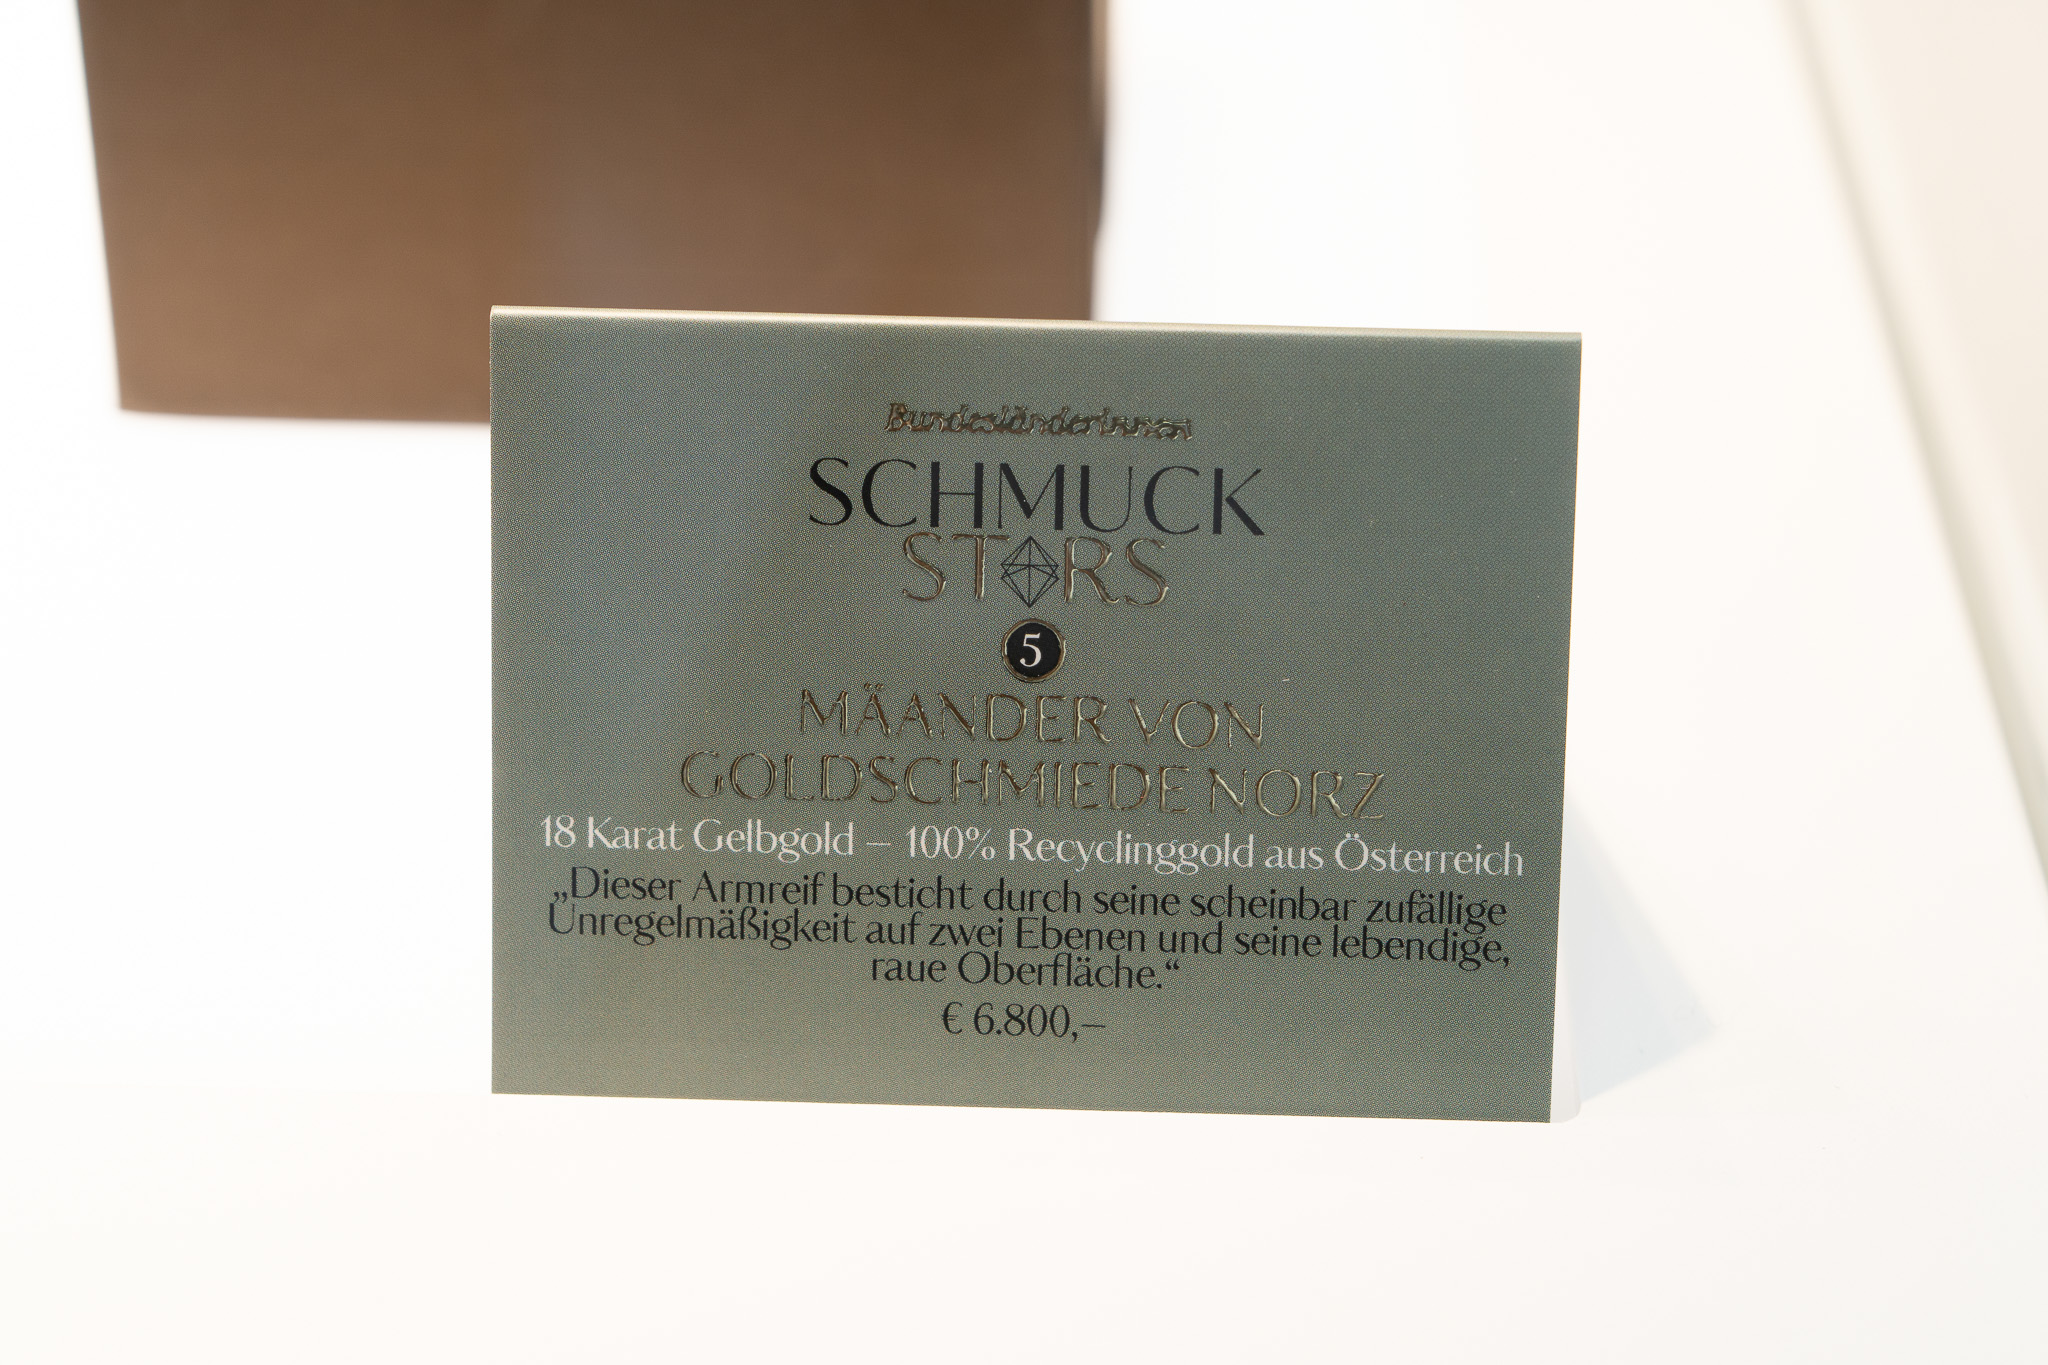 Bundesländerinnen
SCHMUCK
STARS
5
MÄANDER VON
GOLDSCHMIEDE NORZ
18 Karat Gelbgold – 100% Recyclinggold aus Österreich
„Dieser Armreif besticht durch seine scheinbar zufällige
Unregelmäßigkeit auf zwei Ebenen und seine lebendige,
raue Oberfläche.“
€ 6.800,–